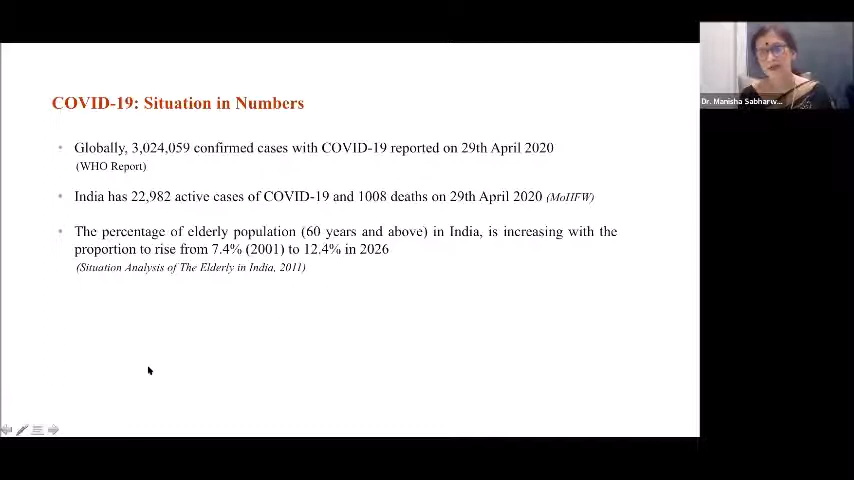 COVID-19: Situation in Numbers
• Globally, 3,024,059 confirmed cases with COVID-19 reported on 29th April 2020
(WHO Report)
• India has 22,982 active cases of COVID-19 and 1008 deaths on 29th April 2020 (MoHFW)
• The percentage of elderly population (60 years and above) in India, is increasing with the
proportion to rise from 7.4% (2001) to 12.4% in 2026
(Situation Analysis of The Elderly in India, 2011)
Dr. Manisha Sabharw...